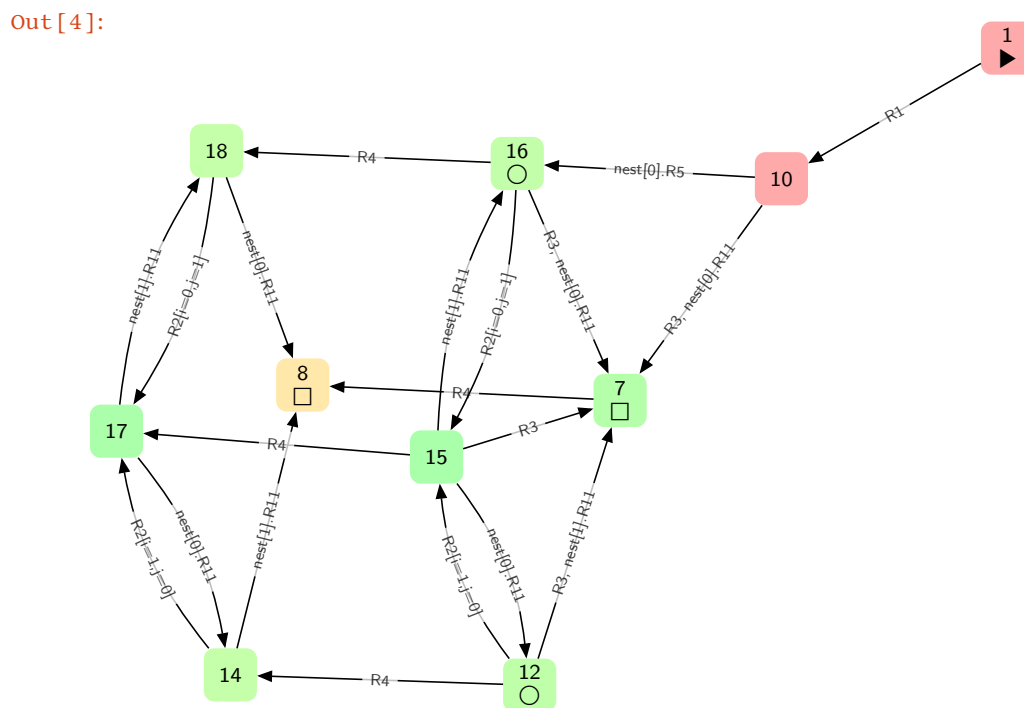 Out[4]:
1
R1
18
R4
16
nest[0].R5
10
nest[1].R11
R2[i=0,j=1]
nest[0].R11
nest[1].R11
R2[i=0,j=1]
R3, nest[0].R11
R3, nest[0].R11
8
R4
7
17
R4
15
R3
R2[i=1,j=0]
nest[0].R11
nest[1].R11
R2[i=1,j=0]
nest[0].R11
R3, nest[1].R11
14
R4
12